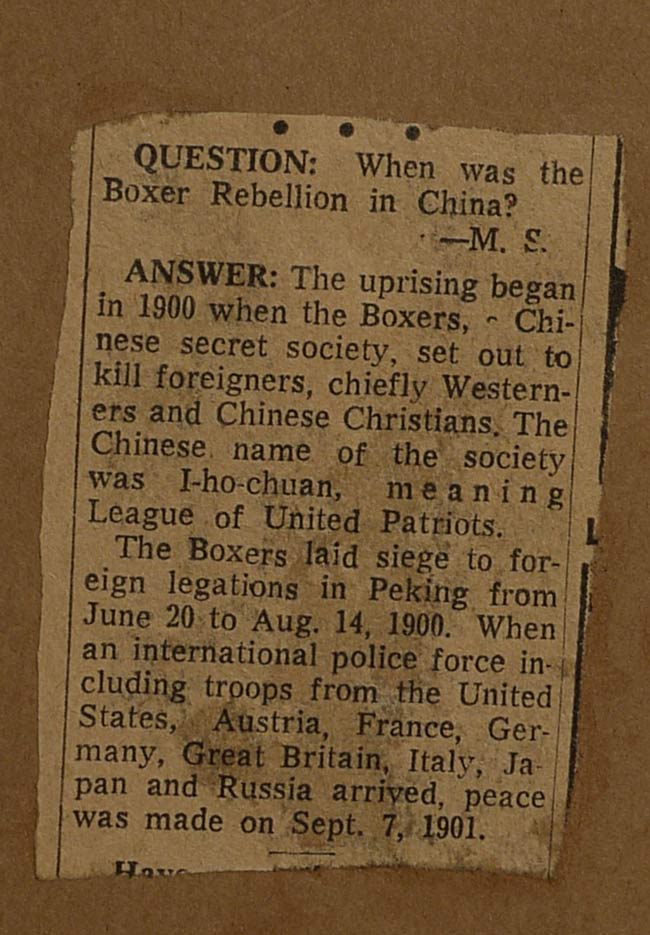 QUESTION: When was the
Boxer Rebellion in China?
—M. S.
ANSWER: The uprising began
in 1900 when the Boxers, Chi-
nese secret society, set out to
kill foreigners, chiefly Western-
ers and Chinese Christians. The
Chinese name of the society
was I-ho-chuan, meaning
League of United Patriots.
The Boxers laid siege to for-
eign legations in Peking from
June 20 to Aug. 14, 1900. When
an international police force in-
cluding troops from the United
States, Austria, France, Ger-
many, Great Britain, Italy, Ja-
pan and Russia arrived, peace
was made on Sept. 7, 1901.